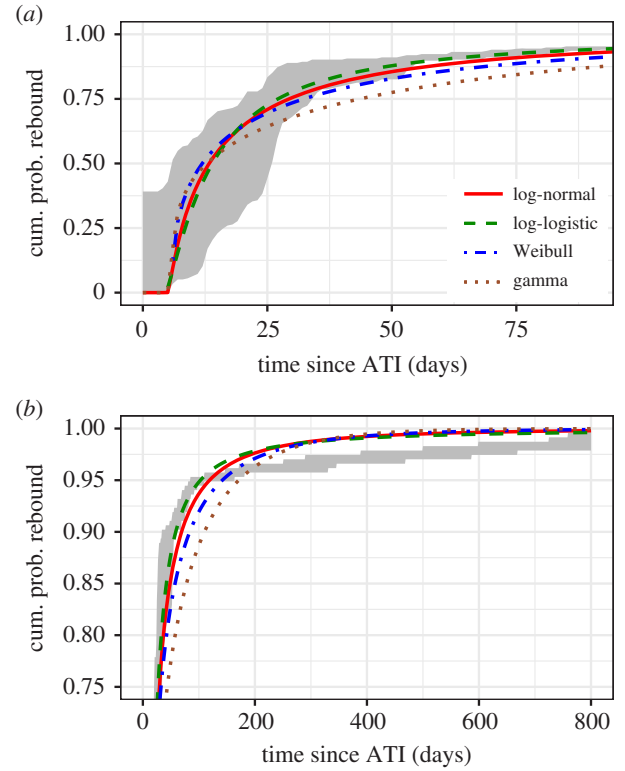 (a)
1.00
0.75
0.50
0.25
0
cum. prob. rebound
log-normal
log-logistic
Weibull
gamma
0 25 50 75
time since ATI (days)
(b)
1.00
0.95
0.90
0.85
0.80
0.75
cum. prob. rebound
0 200 400 600 800
time since ATI (days)